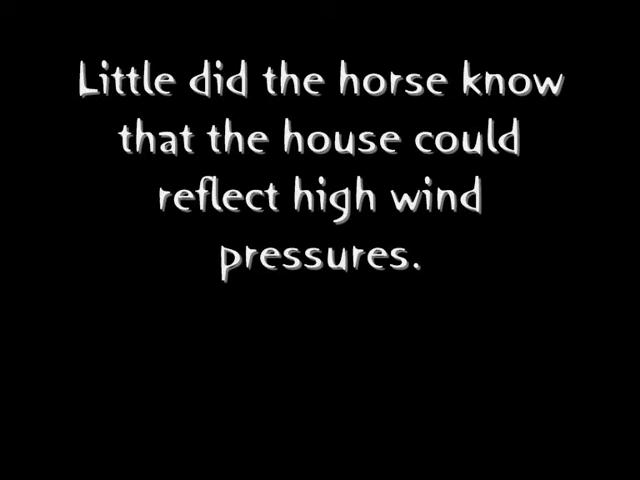 Little did the horse know
that the house could
reflect high wind
pressures.